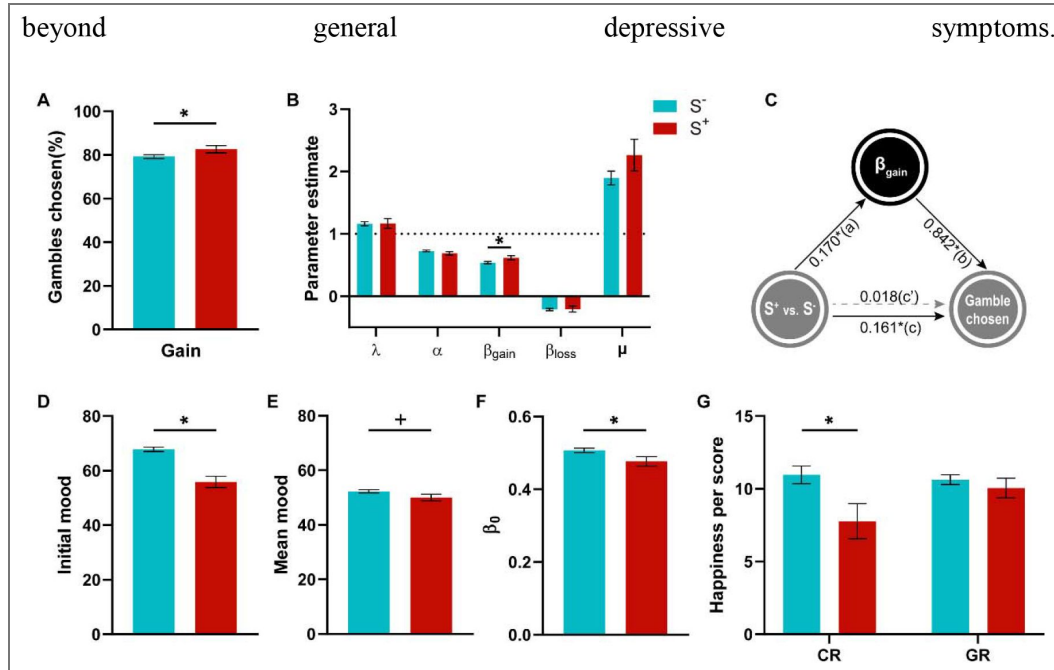 beyond general depressive symptoms.
A
Gambles chosen(%)
100
80
60
40
20
0
*
Gain
B
Parameter estimate
3
2
1
0
*
λ α βgain βloss μ
S-
S+
C
βgain
0.170*(a)
0.842*(b)
S+ vs. S-
0.018(c')
0.161*(c)
Gamble
chosen
D
Initial mood
80
60
40
20
0
*
E
Mean mood
80
60
40
20
0
+
F
β0
0.6
0.4
0.2
0.0
*
G
Happiness per score
15
10
5
0
*
CR GR